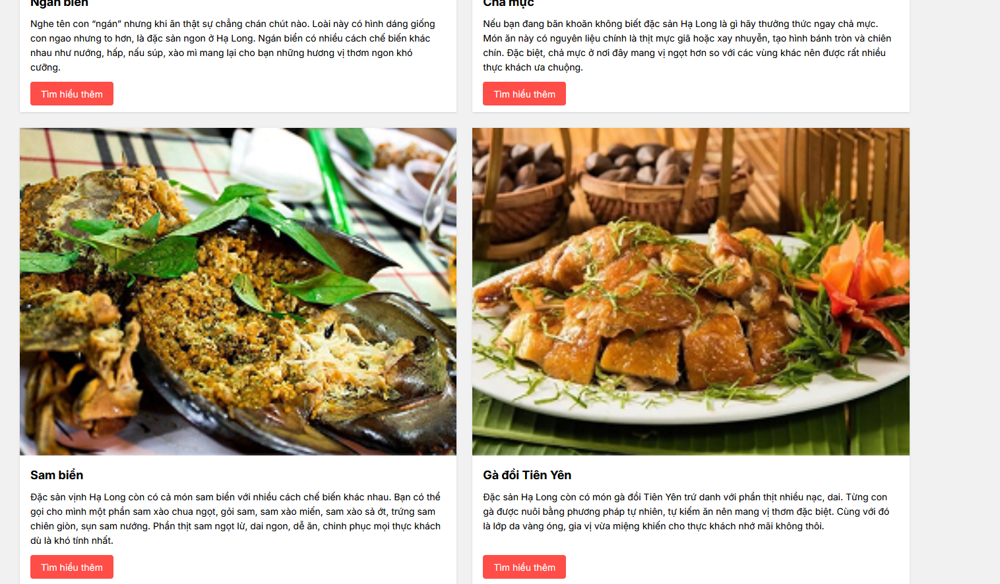 Ngán biển
Nghe tên con “ngán” nhưng khi ăn thật sự chẳng chán chút nào. Loài này có hình dáng giống
con ngao nhưng to hơn, là đặc sản ngon ở Hạ Long. Ngán biển có nhiều cách chế biến khác
nhau như nướng, hấp, nấu súp, xào mì mang lại cho bạn những hương vị thơm ngon khó
cưỡng.
Tìm hiểu thêm
Chả mực
Nếu bạn đang băn khoăn không biết đặc sản Hạ Long là gì hãy thưởng thức ngay chả mực.
Món ăn này có nguyên liệu chính là thịt mực giã hoặc xay nhuyễn, tạo hình bánh tròn và chiên
chín. Đặc biệt, chả mực ở nơi đây mang vị ngọt hơn so với các vùng khác nên được rất nhiều
thực khách ưa chuộng.
Tìm hiểu thêm
Sam biển
Đặc sản vịnh Hạ Long còn có cả món sam biển với nhiều cách chế biến khác nhau. Bạn có thể
gọi cho mình một phần sam xào chua ngọt, gỏi sam, sam xào miến, sam xào sả ớt, trứng sam
chiên giòn, sụn sam nướng. Phần thịt sam ngọt lừ, dai ngon, dễ ăn, chinh phục mọi thực khách
dù là khó tính nhất.
Tìm hiểu thêm
Gà đồi Tiên Yên
Đặc sản Hạ Long còn có món gà đồi Tiên Yên trứ danh với phần thịt nhiều nạc, dai. Từng con
gà được nuôi bằng phương pháp tự nhiên, tự kiếm ăn nên mang vị thơm đặc biệt. Cùng với đó
là lớp da vàng óng, gia vị vừa miệng khiến cho thực khách nhớ mãi không thôi.
Tìm hiểu thêm